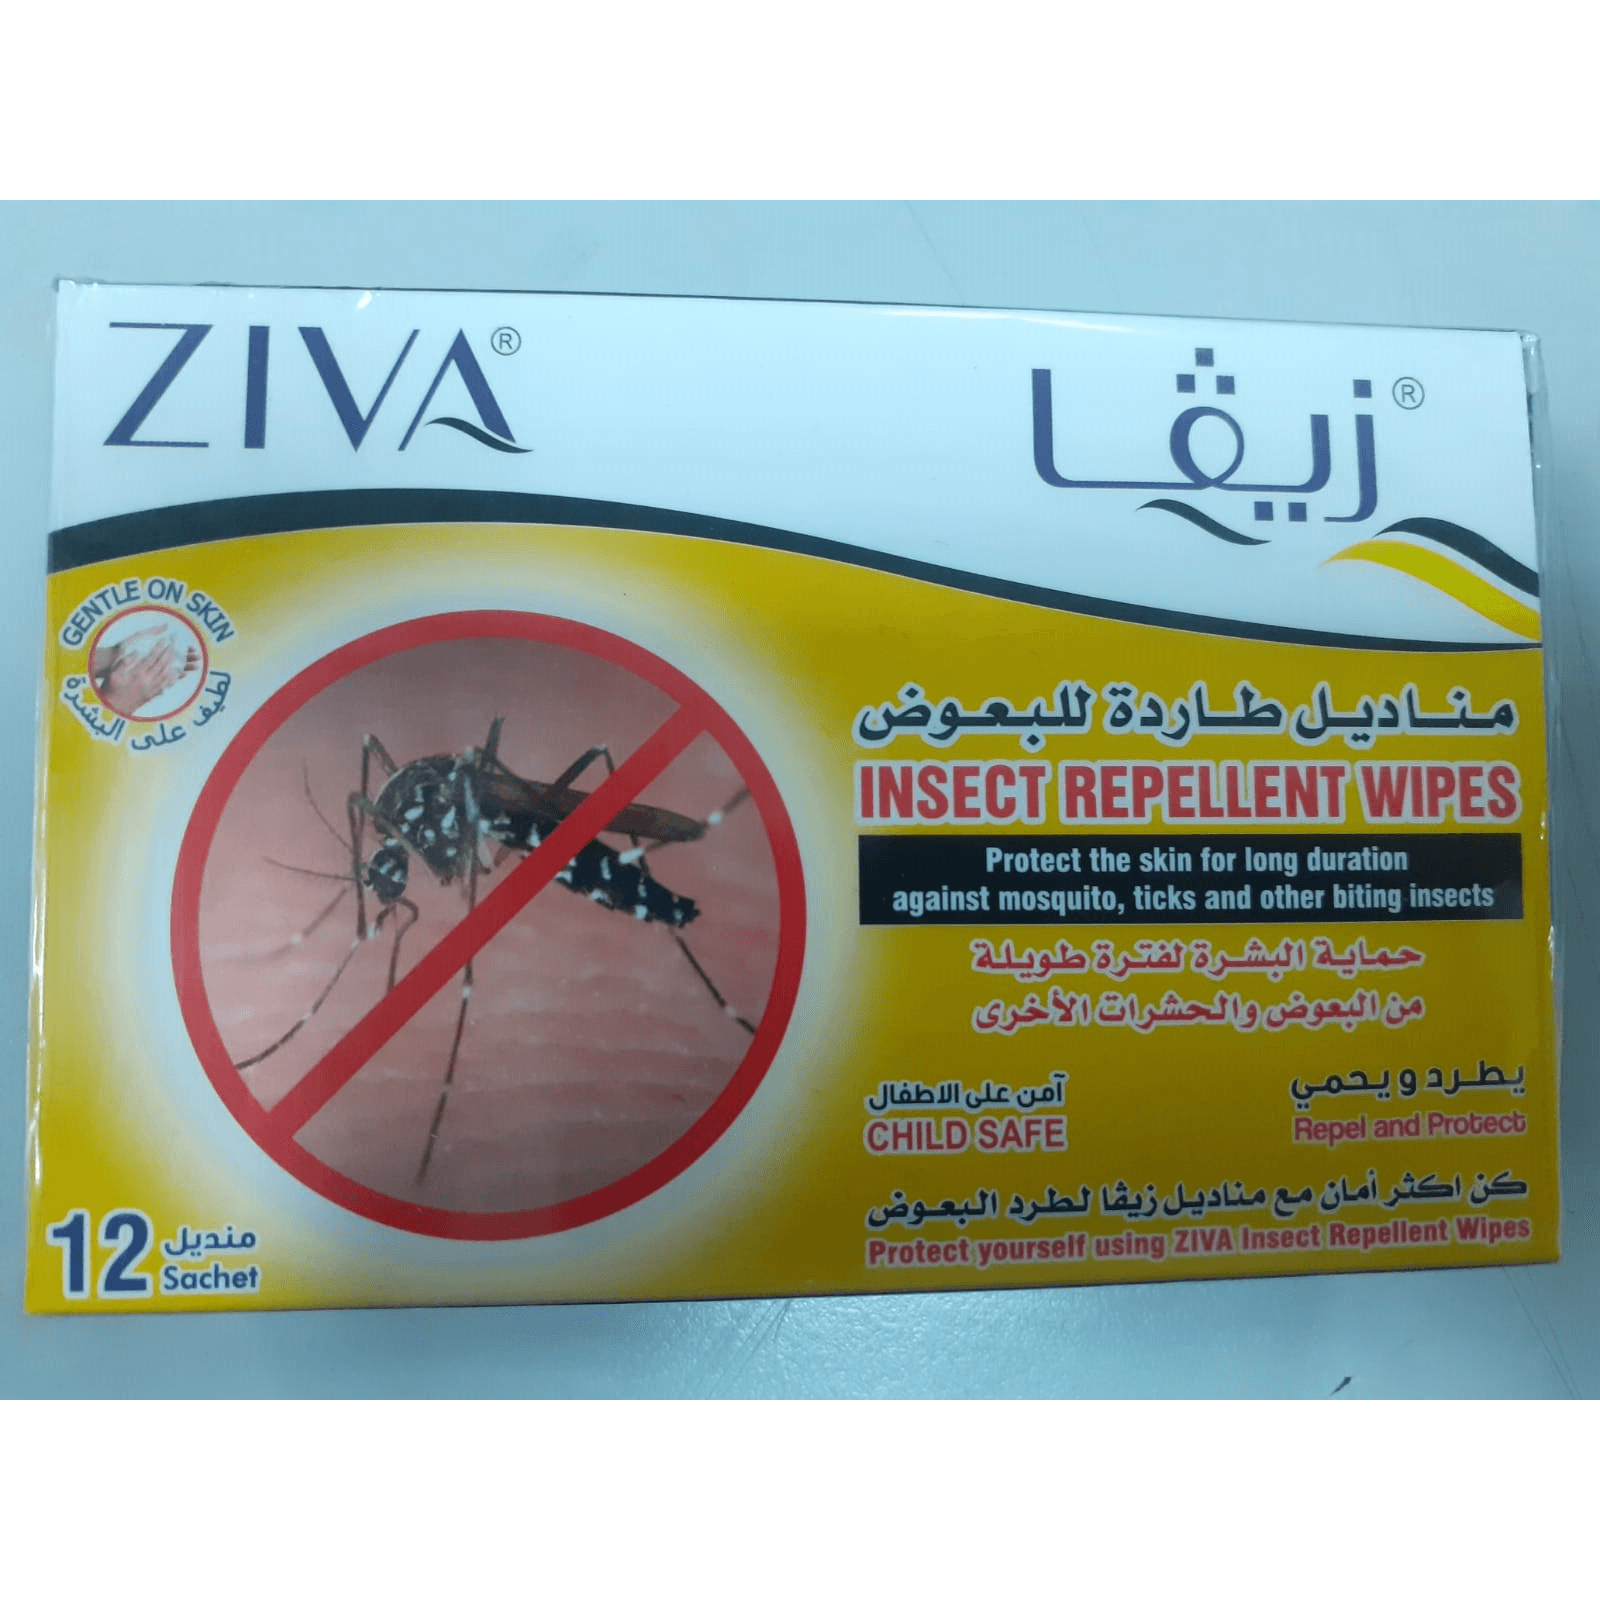 ZIVA®
زيڤا®
GENTLE ON SKIN
لطيف على البشرة
مناديل طاردة للبعوض
INSECT REPELLENT WIPES
Protect the skin for long duration
against mosquito, ticks and other biting insects
حماية البشرة لفترة طويلة
من البعوض والحشرات الأخرى
يطرد ويحمي
Repel and Protect
آمن على الاطفال
CHILD SAFE
كن اكثر أمان مع مناديل زيڤا لطرد البعوض
Protect yourself using ZIVA Insect Repellent Wipes
12 منديل
Sachet